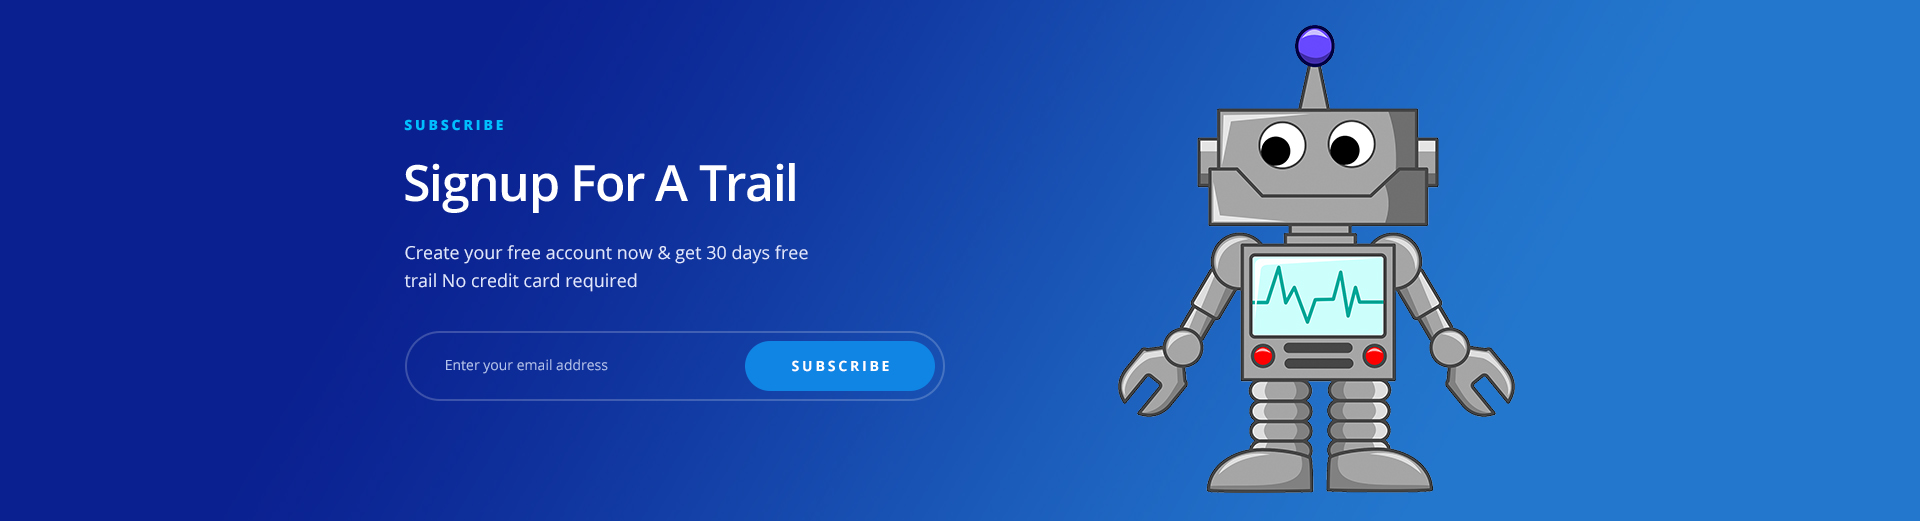 SUBSCRIBE
Signup For A Trail
Create your free account now & get 30 days free
trail No credit card required
Enter your email address
SUBSCRIBE